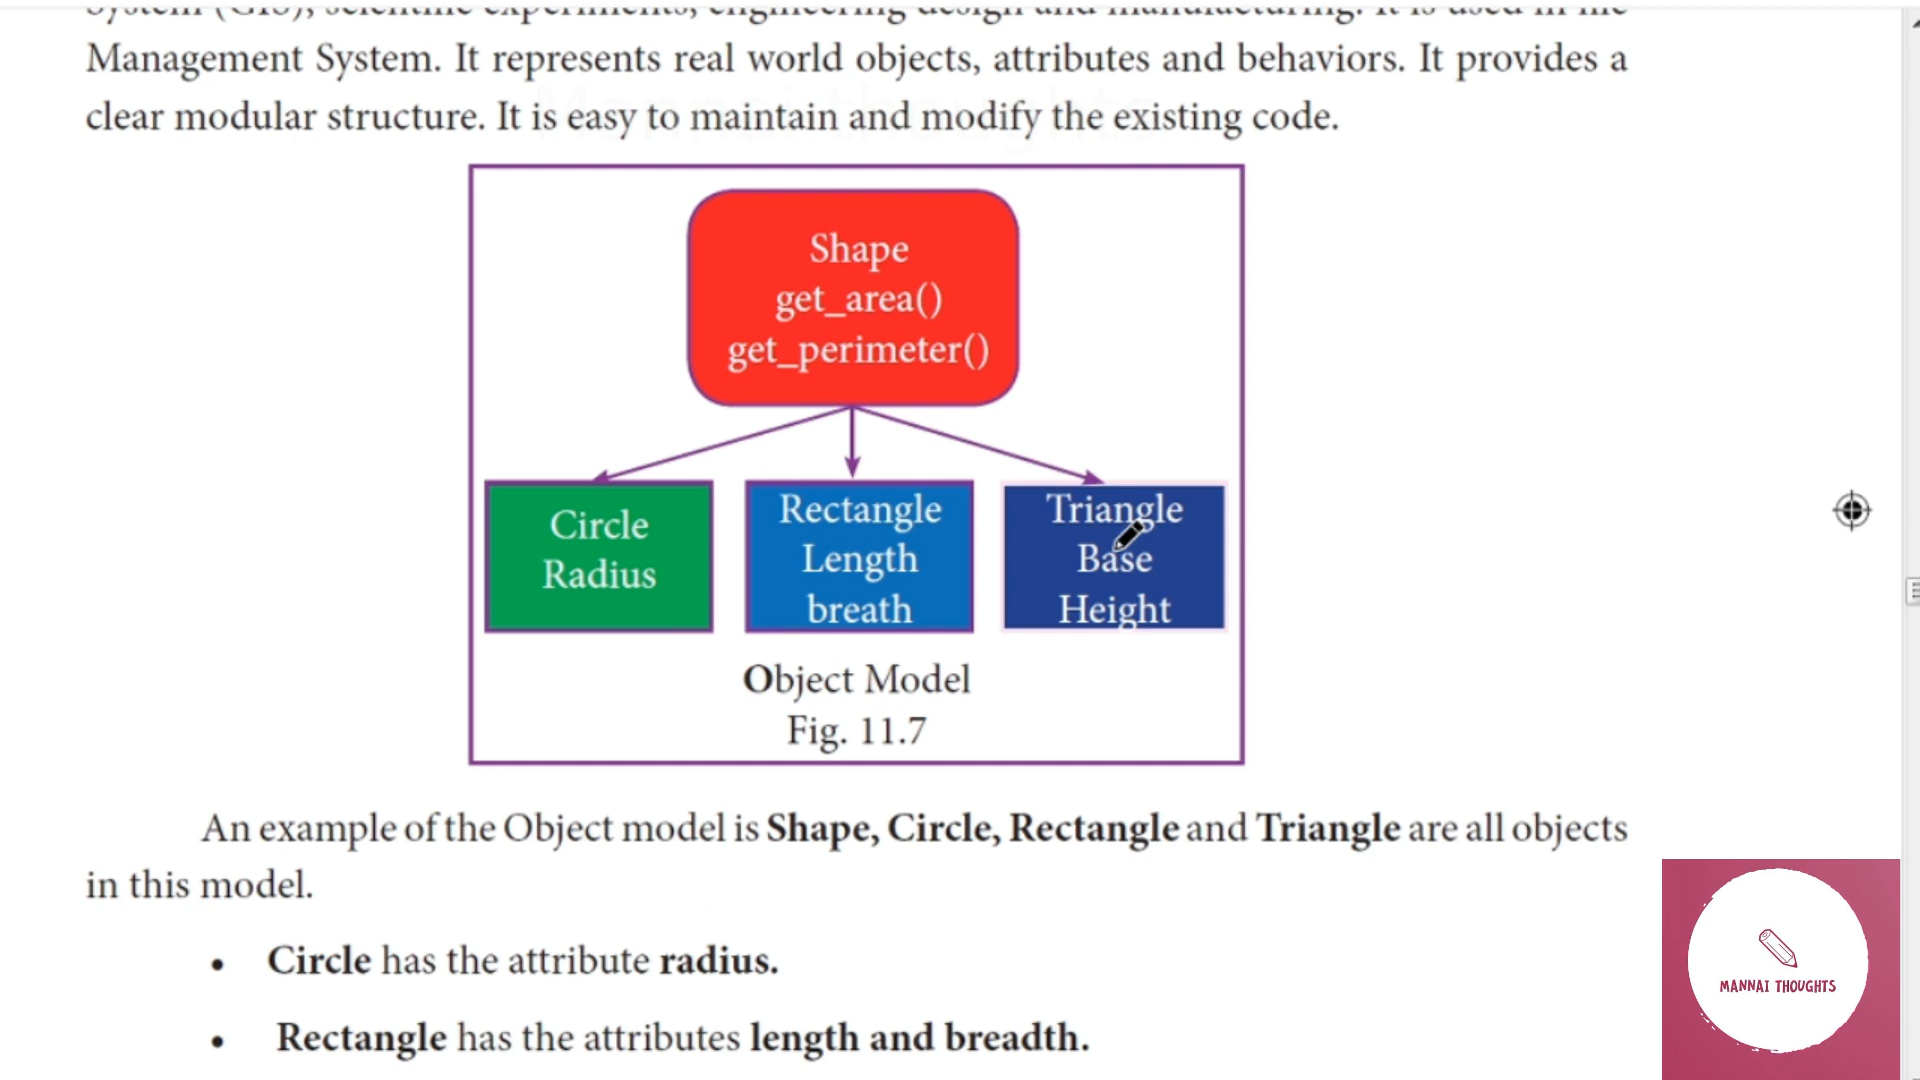 Management System. It represents real world objects, attributes and behaviors. It provides a
clear modular structure. It is easy to maintain and modify the existing code.
Shape
get_area()
get_perimeter()
Circle
Radius
Rectangle
Length
breath
Triangle
Base
Height
Object Model
Fig. 11.7
An example of the Object model is Shape, Circle, Rectangle and Triangle are all objects
in this model.
• Circle has the attribute radius.
• Rectangle has the attributes length and breadth.
MANNAI THOUGHTS